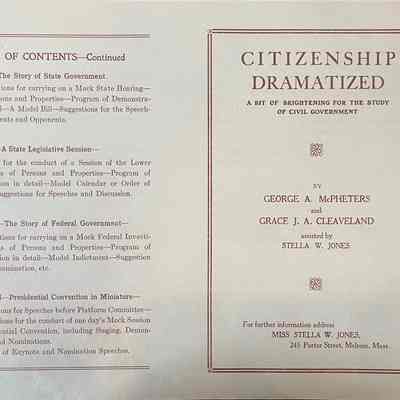 OF CONTENTS—Continued
The Story of State Government.
tions for carrying on a Mock State Hearing—
ons and Properties—Program of Demonstra-
l—A Model Bill—Suggestions for the Speech-
ents and Opponents.
A State Legislative Session—
for the conduct of a Session of the Lower
s of Persons and Properties—Program of
ion in detail—Model Calendar or Order of
uggestions for Speeches and Discussion.
—The Story of Federal Government—
tions for carrying on a Mock Federal Investi-
s of Persons and Properties—Program of
ion in detail—Model Indictment—Suggestion
mination, etc.
l—Presidential Convention in Miniature—
ons for Speeches before Platform Committee—
ions for the conduct of one day's Mock Session
ential Convention, including Staging, Demon-
d Nominations.
of Keynote and Nomination Speeches.
CITIZENSHIP
DRAMATIZED
A BIT OF BRIGHTENING FOR THE STUDY
OF CIVIL GOVERNMENT
BY
GEORGE A. McPHETERS
and
GRACE J. A. CLEAVELAND
assisted by
STELLA W. JONES
For further information address
MISS STELLA W. JONES,
245 Porter Street, Melrose, Mass.